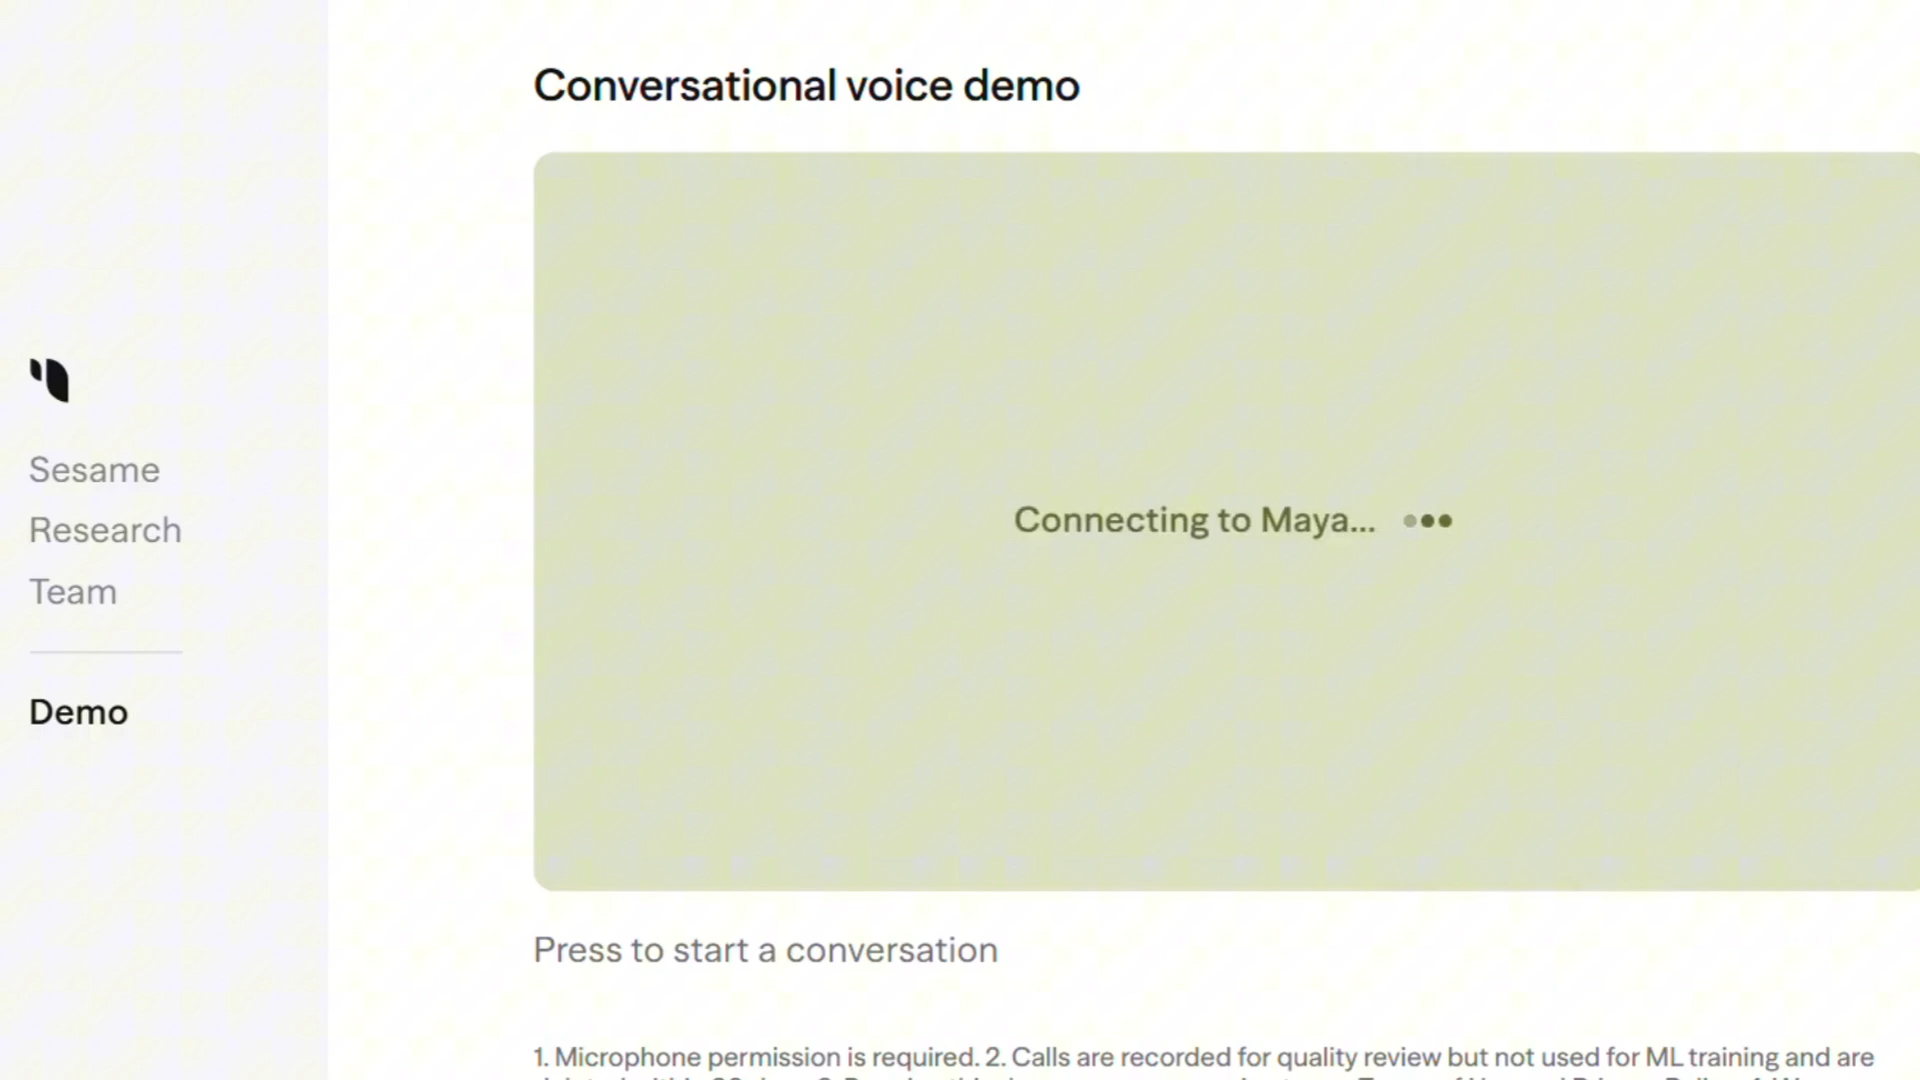 Conversational voice demo
Sesame
Research
Team
Demo
Connecting to Maya...
Press to start a conversation
1. Microphone permission is required. 2. Calls are recorded for quality review but not used for ML training and are